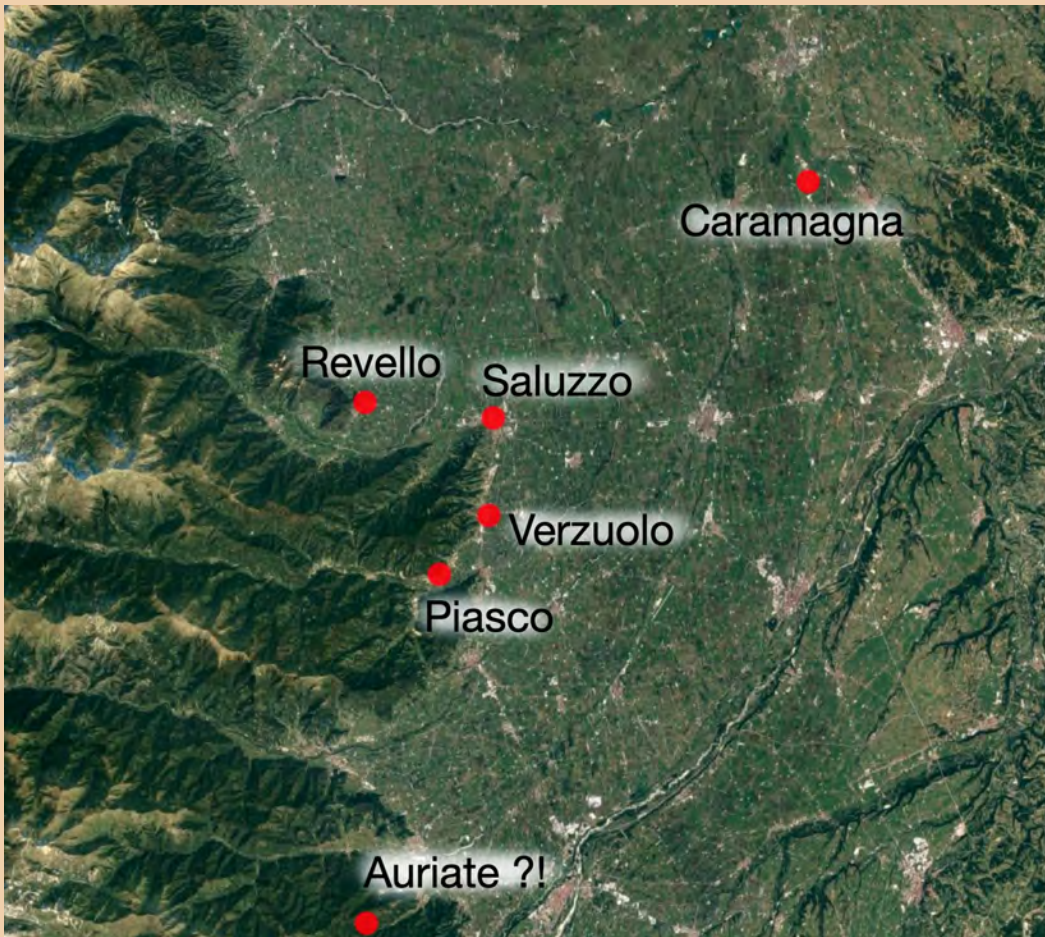 Caramagna
Revello
Saluzzo
Verzuolo
Piasco
Auriate ?!